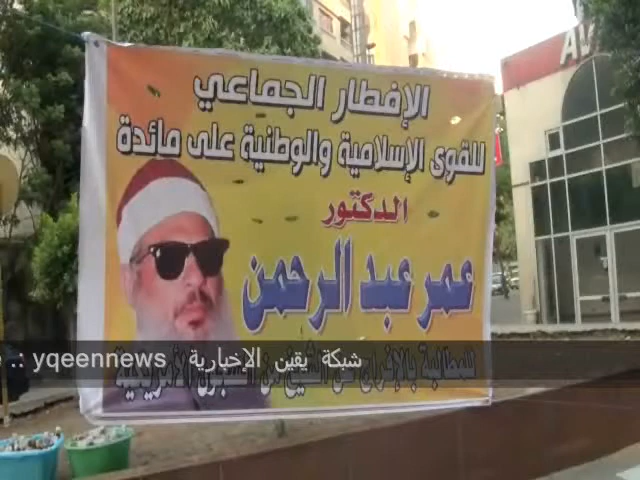 الإفطار الجماعي
للقوى الإسلامية والوطنية على مائدة
الدكتور
عمر عبد الرحمن
للمطالبة بالإفراج عن الشيخ من السجون الأمريكية
شبكة يقين الإخبارية yqeennews .: